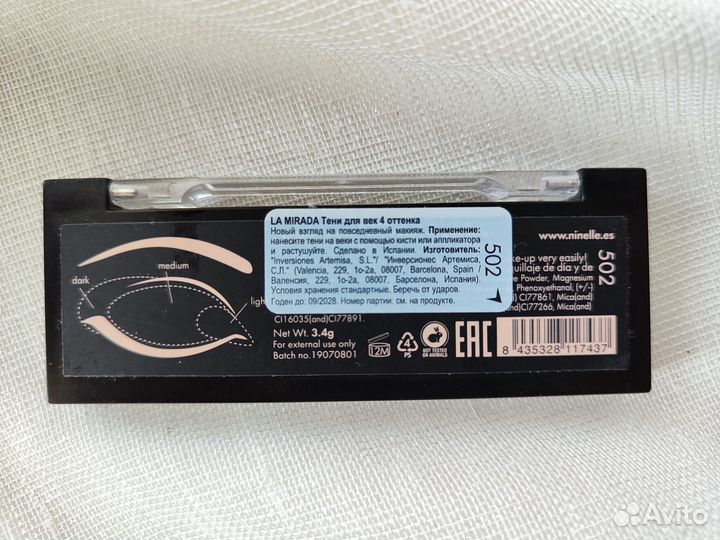 LA MIRADA Тени для век 4 оттенка
Новый взгляд на повседневный макияж. Применение:
нанесите тени на веки с помощью кисти или аппликатора
и растушуйте. Сделано в Испании. Изготовитель:
"Inversiones Artemisa, S.L."/ "Инверсионес Артемиса,
С.Л." (Valencia, 229, 1o-2a, 08007, Barcelona, Spain /
Валенсия, 229, 1о-2а, 08007, Барселона, Испания).
Условия хранения стандартные. Беречь от ударов.
Годен до: 09/2028. Номер партии: см. на продукте.
502
dark
medium
ligh
www.ninelle.es
ke-up very easily!
uillaje de día y de
e Powder, Magnesium
Phenoxyethanol, (+/-)
d)CI77861, Mica(and)
d)CI77266, Mica(and)
502
CI16035(and)CI77891.
Net Wt. 3.4g
For external use only
Batch no.19070801
12M
4
PS
NOT TESTED
ON ANIMALS
EAC
8 435328 117437
Avito